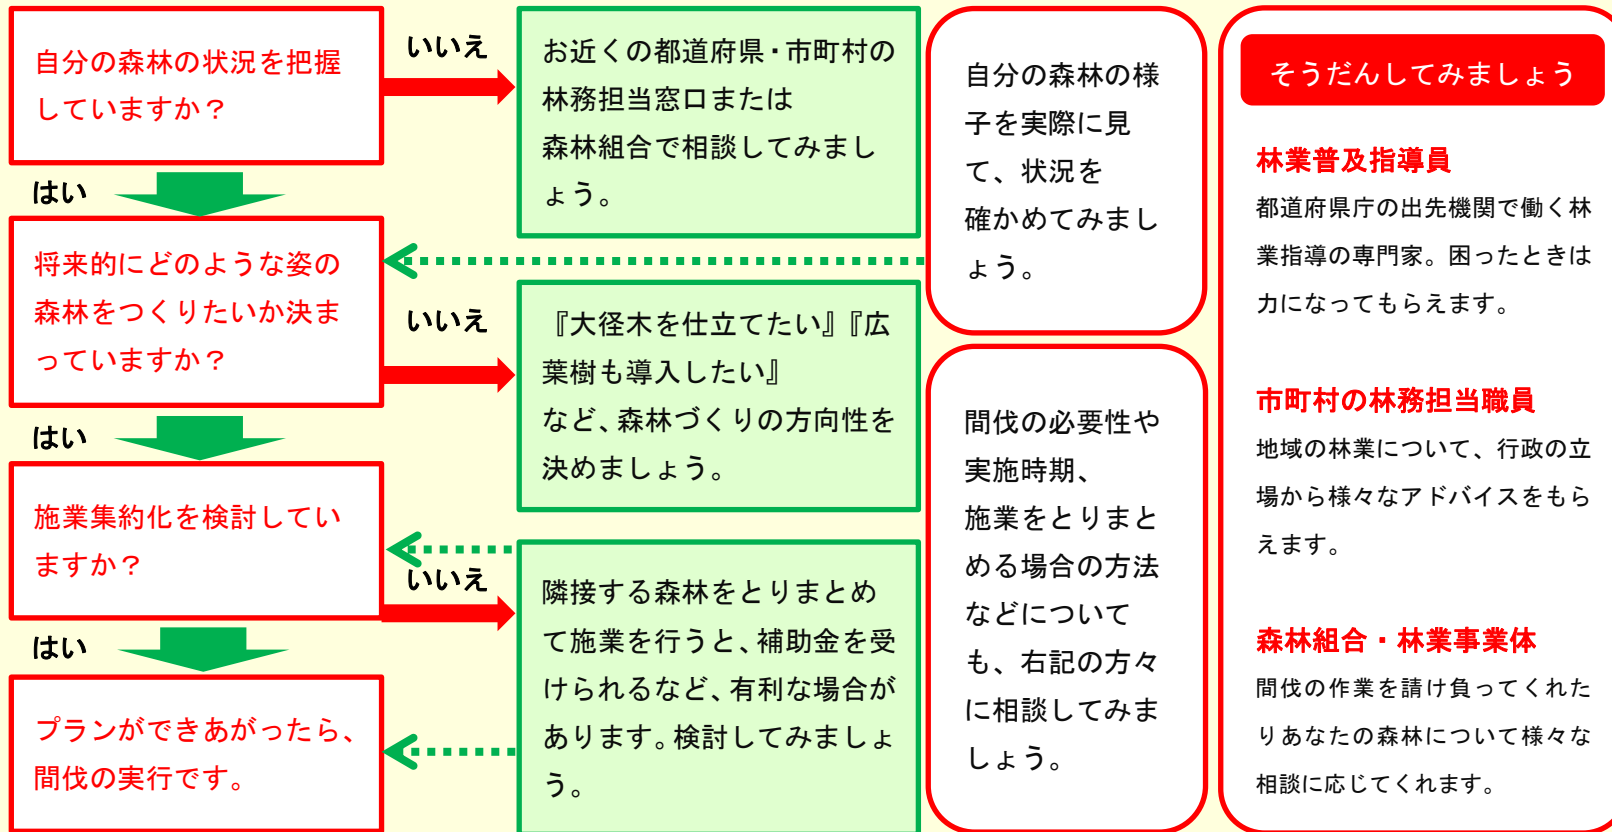 自分の森林の状況を把握
していますか？
いいえ
お近くの都道府県・市町村の
林務担当窓口または
森林組合で相談してみまし
ょう。
はい
将来的にどのような姿の
森林をつくりたいか決ま
っていますか？
いいえ
『大径木を仕立てたい』『広
葉樹も導入したい』
など、森林づくりの方向性を
決めましょう。
はい
施業集約化を検討してい
ますか？
いいえ
隣接する森林をとりまとめ
て施業を行うと、補助金を受
けられるなど、有利な場合が
あります。検討してみましょ
う。
はい
プランができあがったら、
間伐の実行です。
自分の森林の様
子を実際に見
て、状況を
確かめてみまし
ょう。
間伐の必要性や
実施時期、
施業をとりまと
める場合の方法
などについて
も、右記の方々
に相談してみま
しょう。
そうだんしてみましょう
林業普及指導員
都道府県庁の出先機関で働く林
業指導の専門家。困ったときは
力になってもらえます。
市町村の林務担当職員
地域の林業について、行政の立
場から様々なアドバイスをもら
えます。
森林組合・林業事業体
間伐の作業を請け負ってくれた
りあなたの森林について様々な
相談に応じてくれます。